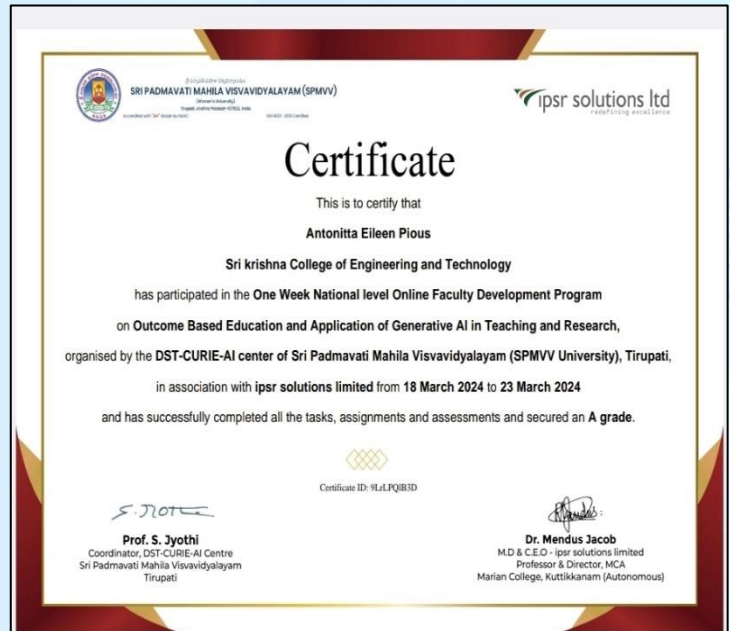 SRI PADMAVATI MAHILA VISVAVIDYALAYAM (SPMVV)
(Women's University)
ipsr solutions ltd
redefining excellence
Certificate
This is to certify that
Antonitta Eileen Pious
Sri krishna College of Engineering and Technology
has participated in the One Week National level Online Faculty Development Program
on Outcome Based Education and Application of Generative AI in Teaching and Research,
organised by the DST-CURIE-AI center of Sri Padmavati Mahila Visvavidyalayam (SPMVV University), Tirupati,
in association with ipsr solutions limited from 18 March 2024 to 23 March 2024
and has successfully completed all the tasks, assignments and assessments and secured an A grade.
Certificate ID: 9LrLPQIB3D
Prof. S. Jyothi
Coordinator, DST-CURIE-AI Centre
Sri Padmavati Mahila Visvavidyalayam
Tirupati
Dr. Mendus Jacob
M.D & C.E.O - ipsr solutions limited
Professor & Director, MCA
Marian College, Kuttikkanam (Autonomous)